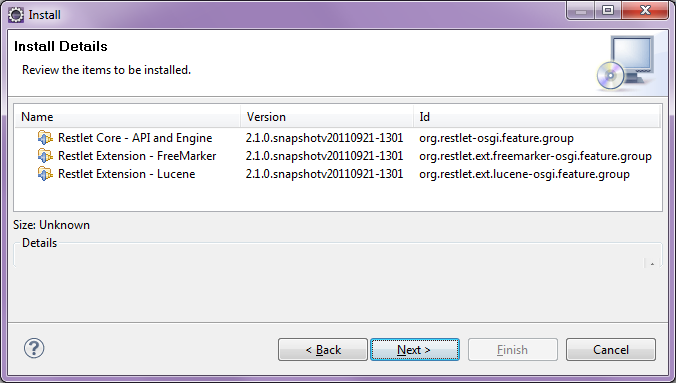 Install
Install Details
Review the items to be installed.
Name Version Id
Restlet Core - API and Engine 2.1.0.snapshotv20110921-1301 org.restlet-osgi.feature.group
Restlet Extension - FreeMarker 2.1.0.snapshotv20110921-1301 org.restlet.ext.freemarker-osgi.feature.group
Restlet Extension - Lucene 2.1.0.snapshotv20110921-1301 org.restlet.ext.lucene-osgi.feature.group
Size: Unknown
Details
? < Back Next > Finish Cancel